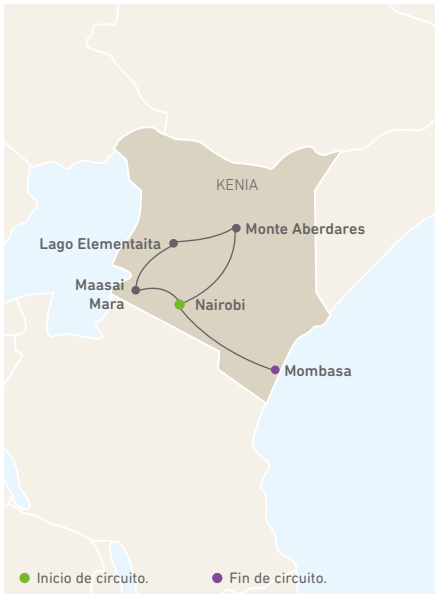 KENIA
Monte Aberdares
Lago Elementaita
Maasai
Mara
Nairobi
Mombasa
Inicio de circuito.
Fin de circuito.